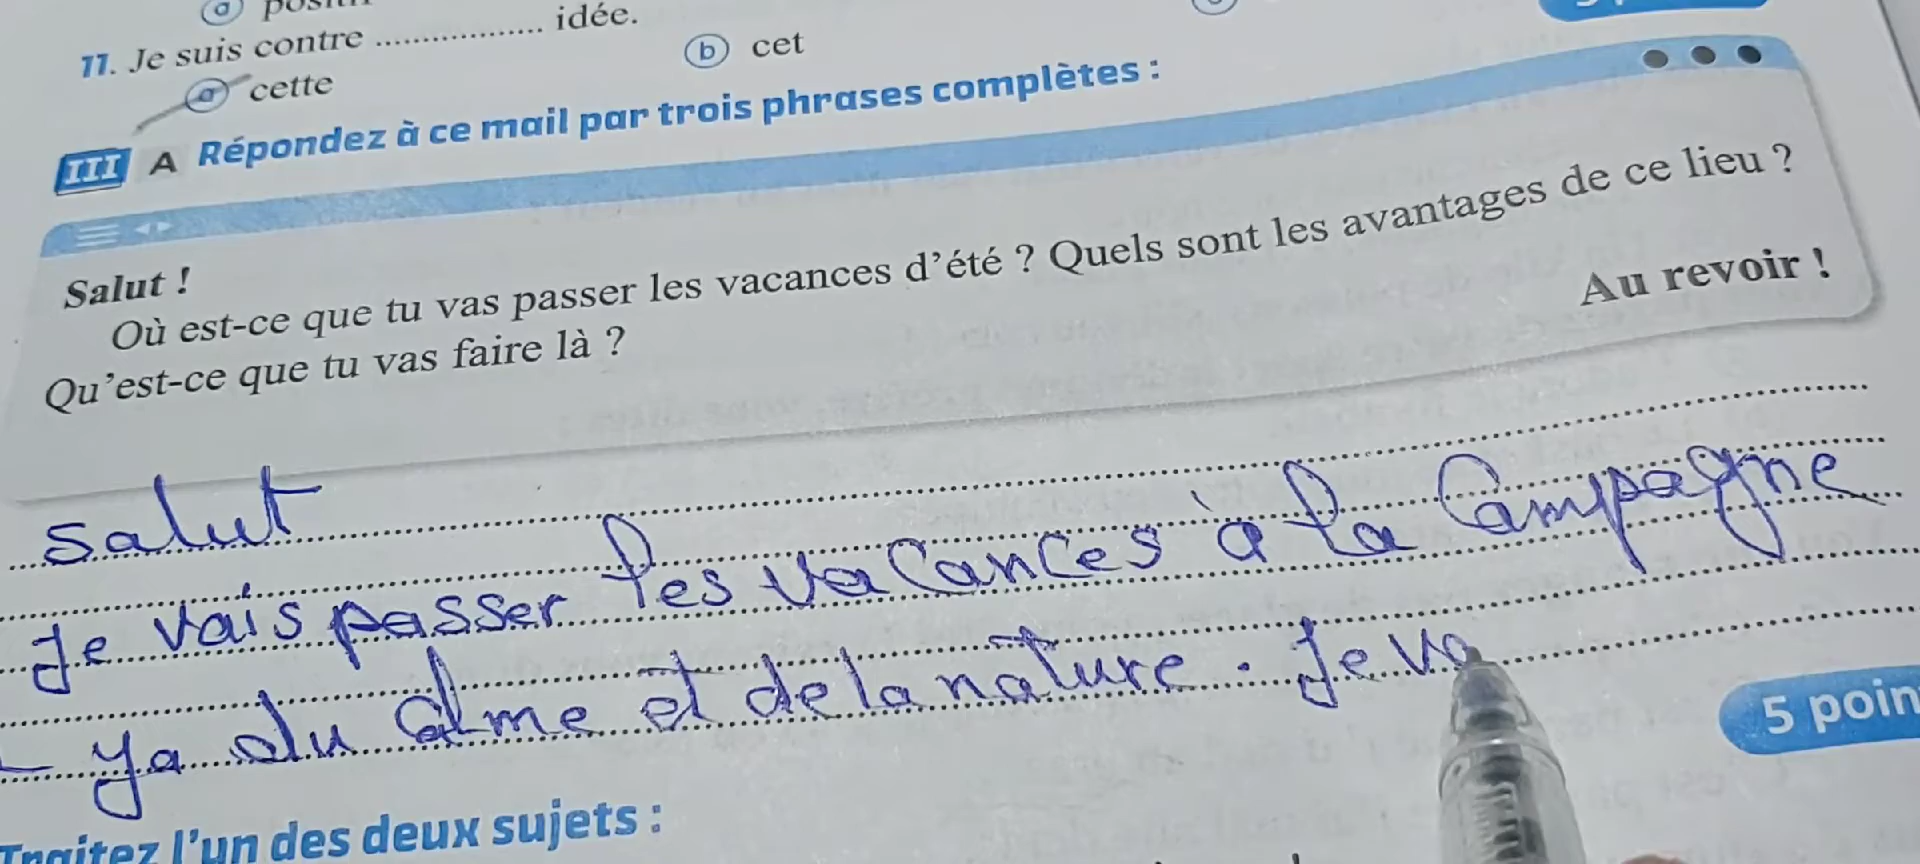 11. Je suis contre .................. idée.
a cette
b cet
III A Répondez à ce mail par trois phrases complètes :
Salut !
Où est-ce que tu vas passer les vacances d'été ? Quels sont les avantages de ce lieu ?
Qu'est-ce que tu vas faire là ?
Au revoir !
salut
Je vais passer les vacances à la Campagne
ya du calme et de la nature. Je va
5 poin
Traitez l'un des deux sujets :